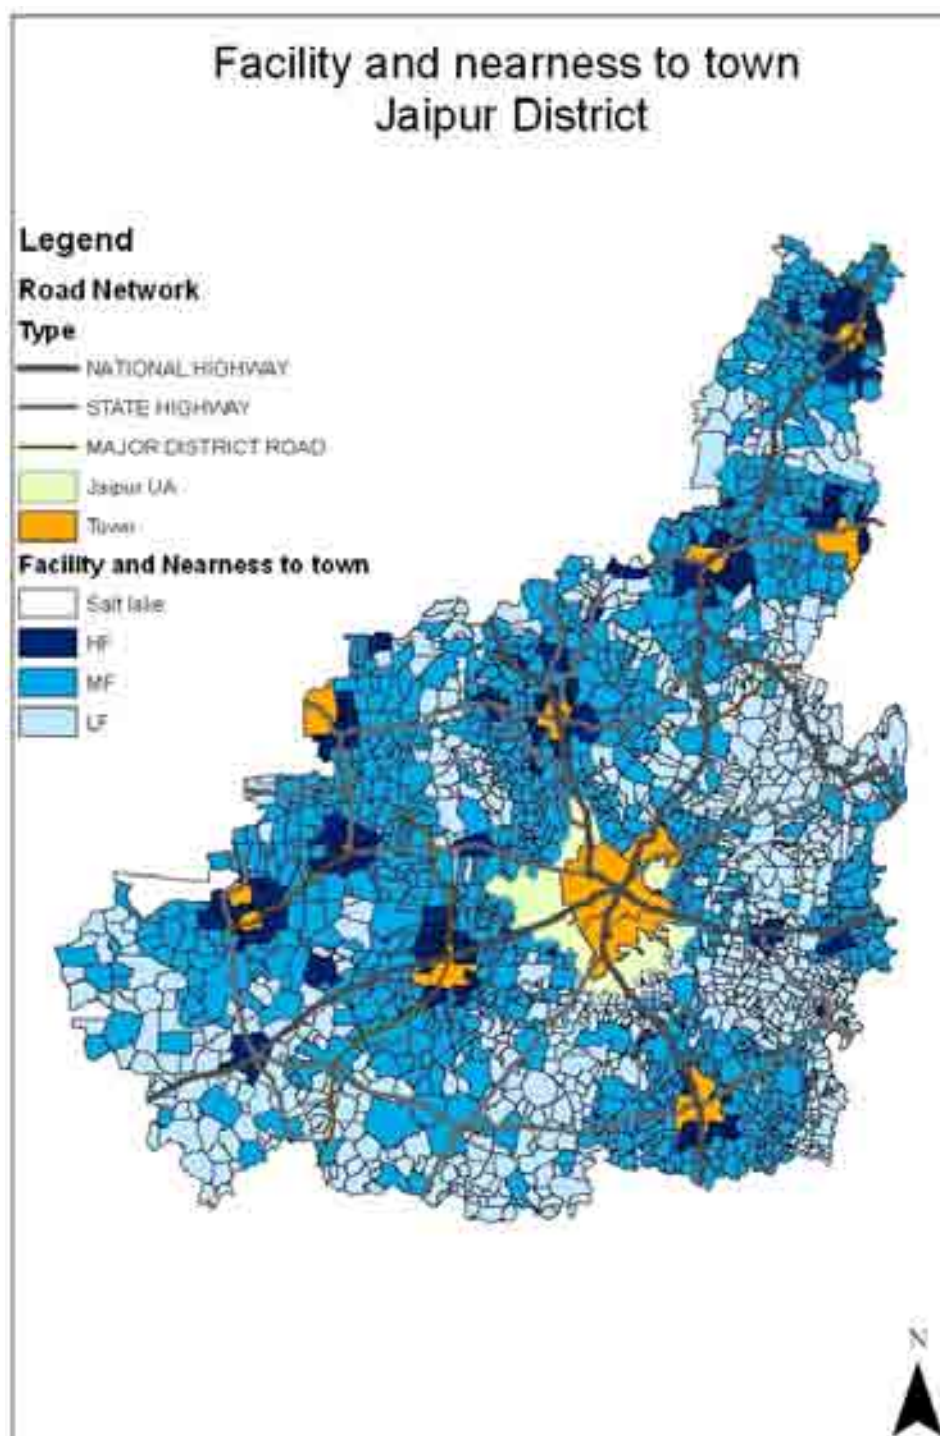 Facility and nearness to town
Jaipur District
Legend
Road Network
Type
NATIONAL HIGHWAY
STATE HIGHWAY
MAJOR DISTRICT ROAD
Jaipur UA
Town
Facility and Nearness to town
Salt lake
HF
MF
LF
N